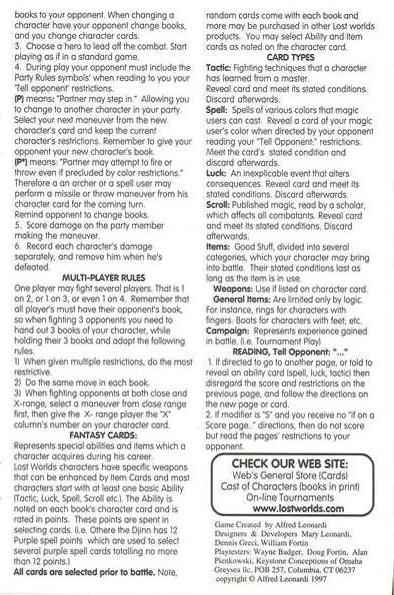 books to your opponent. When changing a
character have your opponent change books,
and you change character cards.
3. Choose a hero to lead off the combat. Start
playing as if in a standard game.
4. During play your opponent must include the
Party Rules symbols' when reading to you your
'Tell opponent' restrictions.
(P) means: "Partner may step in." Allowing you
to change to another character in your party.
Select your next maneuver from the new
character's card and keep the current
character's restrictions. Remember to give your
opponent your new character's book.
(P*) means: "Partner may attempt to fire or
throw even if precluded by color restrictions."
Therefore a an archer or a spell user may
perform a missile or throw maneuver from his
character card for the coming turn.
Remind opponent to change books.
5. Score damage on the party member
making the maneuver.
6. Record each character's damage
separately, and remove him when he's
defeated.
MULTI-PLAYER RULES
One player may fight several players. That is 1
on 2, or 1 on 3, or even 1 on 4. Remember that
all player's must have their opponent's book,
so when fighting 3 opponents you need to
hand out 3 books of your character, while
holding their 3 books and adopt the following
rules.
1) When given multiple restrictions, do the most
restrictive.
2) Do the same move in each book.
3) When fighting opponents at both close and
X-range, select a maneuver from close range
first, then give the X- range player the "X"
column's number on your character card.
FANTASY CARDS:
Represents special abilities and items which a
character acquires during his career.
Lost Worlds characters have specific weapons
that can be enhanced by Item Cards and most
characters start with at least one basic Ability
(Tactic, Luck, Spell, Scroll etc.). The Ability is
noted on each book's character card and is
rated in points. These points are spent in
selecting cards. (i.e. Othere the Djinn has 12
Purple spell points which are used to select
several purple spell cards totalling no more
than 12 points.)
All cards are selected prior to battle. Note,
random cards come with each book and
more may be purchased in other Lost worlds
products. You may select Ability and Item
cards as noted on the character card.
CARD TYPES
Tactic: Fighting techniques that a character
has learned from a master.
Reveal card and meet its stated conditions.
Discard afterwards.
Spell: Spells of various colors that magic
users can cast. Reveal a card of your magic
user's color when directed by your opponent
reading your "Tell Opponent:" restrictions.
Meet the card's stated condition and
discard afterwards.
Luck: An inexplicable event that alters
consequences. Reveal card and meet its
stated conditions. Discard afterwards.
Scroll: Published magic, read by a scholar,
which affects all combatants. Reveal card
and meet its stated conditions. Discard
afterwards.
Items: Good Stuff, divided into several
categories, which your character may bring
into battle. Their stated conditions last as
long as the item is in use.
Weapons: Use if listed on character card.
General Items: Are limited only by logic.
For instance, rings for characters with
fingers. Boots for characters with feet; etc.
Campaign: Represents experience gained
in battle. (i.e. Tournament Play)
READING, Tell Opponent: "..."
1. If directed to go to another page, or told to
reveal an ability card (spell, luck, tactic) then
disregard the score and restrictions on the
previous page, and follow the directions on
the new page or card.
2. If modifier is "S" and you receive no "if on a
Score page.." directions, then do not score
but read the pages' restrictions to your
opponent.
CHECK OUR WEB SITE:
Web's General Store (Cards)
Cast of Characters (books in print)
On-line Tournaments
www.lostworlds.com
Game Created by Alfred Leonardi
Designers & Developers Mary Leonardi,
Dennis Greci, William Fortin
Playtesters: Wayne Badger, Doug Fortin, Alan
Pienkowski, Keystone Conceptions of Omaha
Greysea llc. POB 257, Columbia, CT 06237
copyright © Alfred Leonardi 1997